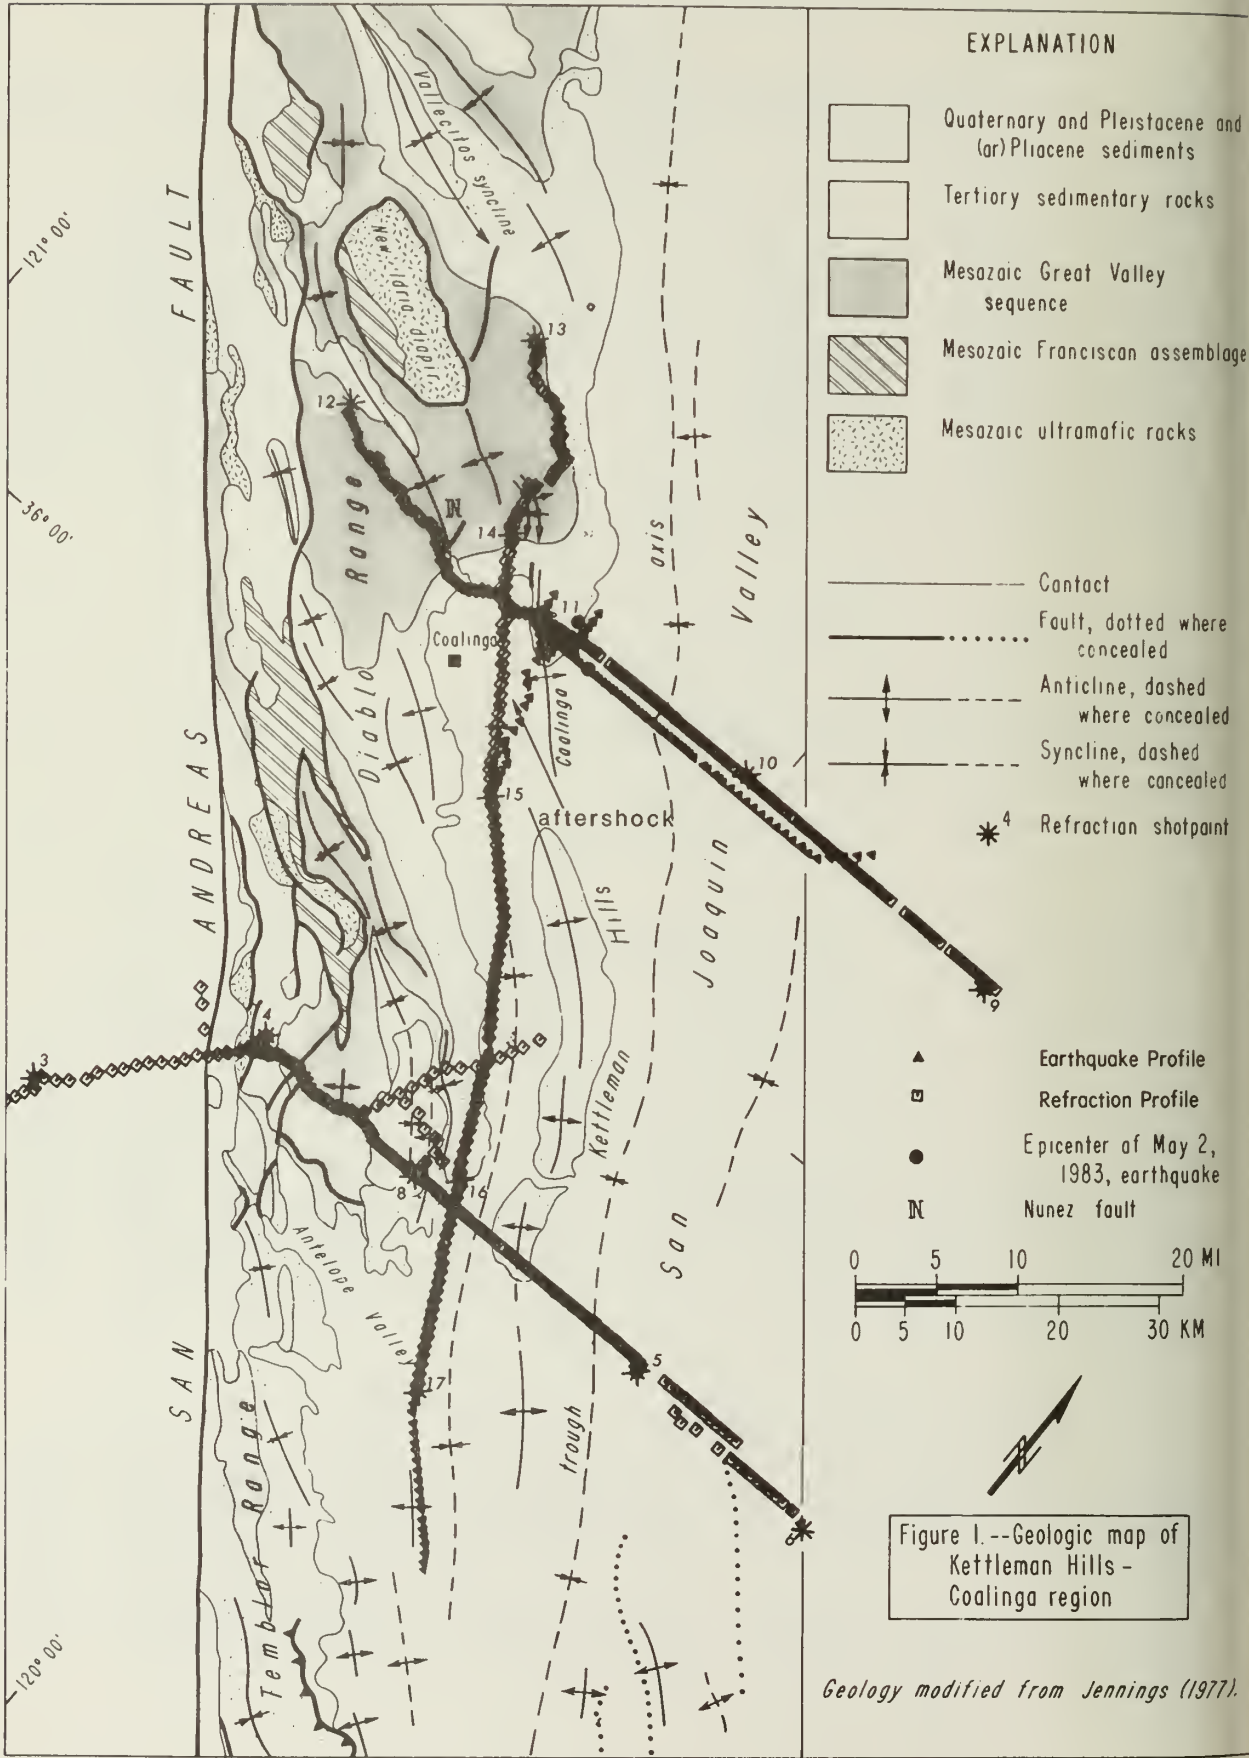 EXPLANATION
Quaternary and Pleistocene and
(or) Pliocene sediments
Tertiary sedimentary rocks
Mesozoic Great Valley
sequence
Mesozoic Franciscan assemblage
Mesozoic ultramafic rocks
Contact
Fault, dotted where
concealed
Anticline, dashed
where concealed
Syncline, dashed
where concealed
4 Refraction shotpoint
Earthquake Profile
Refraction Profile
Epicenter of May 2,
1983, earthquake
N Nunez fault
0 5 10 20 MI
0 5 10 20 30 KM
N
Figure 1.--Geologic map of
Kettleman Hills -
Coalinga region
Geology modified from Jennings (1977).
121° 00'
36° 00'
120° 00'
SAN ANDREAS FAULT
Vallecitos syncline
New Idria diapir
Diablo Range
N
Coalinga
Coalinga
aftershock
axis
San Joaquin Valley
Kettleman Hills
trough
Antelope Valley
Temblor Range
13
12
14
11
10
15
9
3
4
8
16
5
17
6